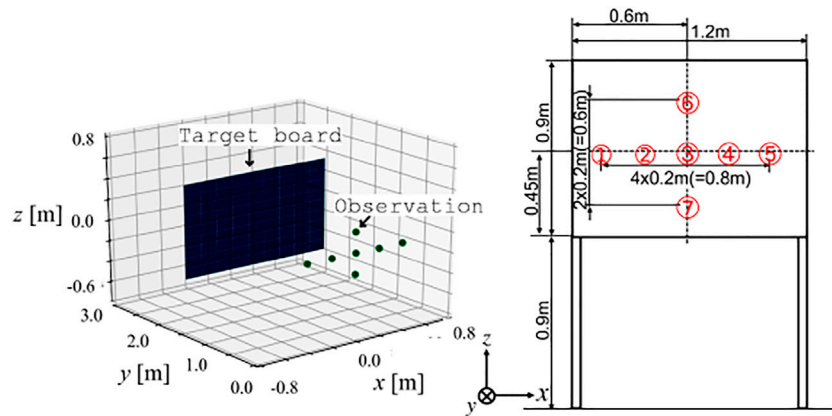 Target board
Observation
z [m]
0.8
0.0
-0.6
3.0
2.0
1.0
0.0
y [m]
-0.8
0.0
0.8
x [m]
0.6m
1.2m
0.9m
0.45m
0.9m
2x0.2m(=0.6m)
6
1 2 3 4 5
4x0.2m(=0.8m)
7
z
y
x